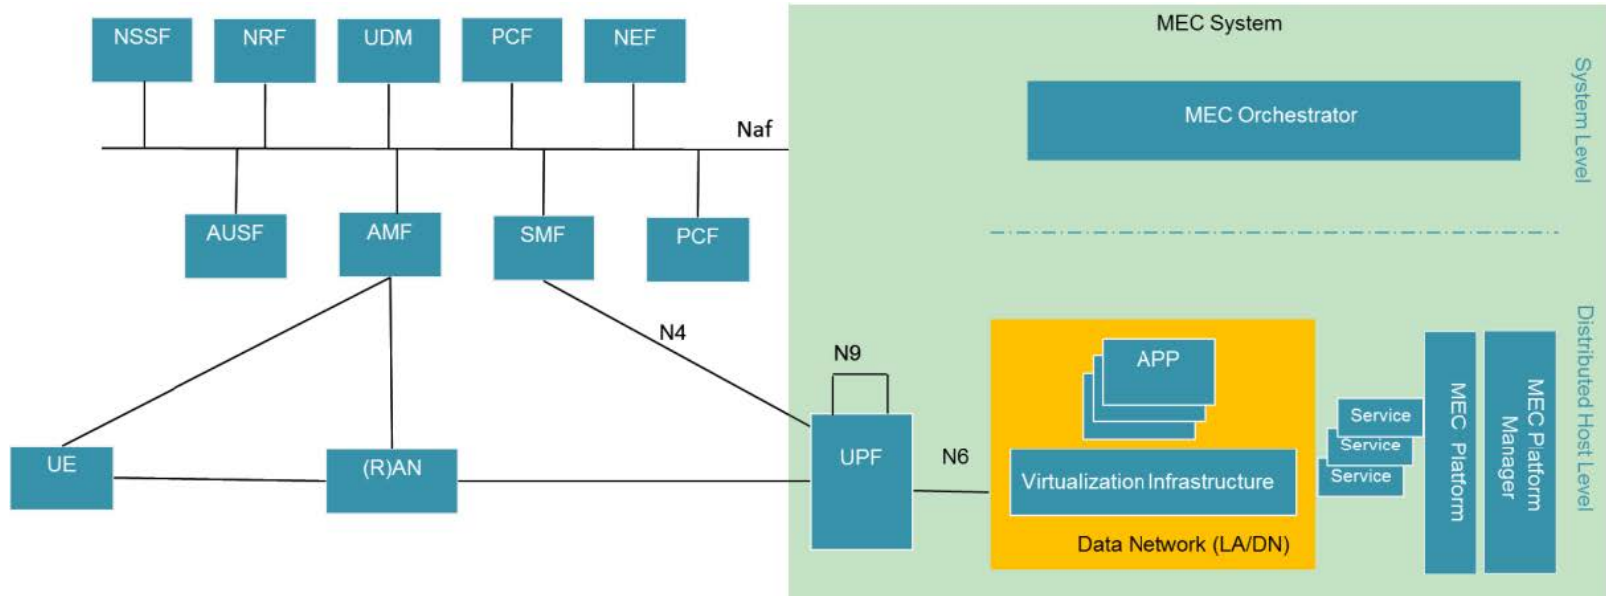 NSSF
NRF
UDM
PCF
NEF
MEC System
System Level
MEC Orchestrator
Naf
AUSF
AMF
SMF
PCF
N4
N9
Distributed Host Level
APP
MEC Platform
MEC Platform
Manager
Service
Service
Service
UE
(R)AN
UPF
N6
Virtualization Infrastructure
Data Network (LA/DN)